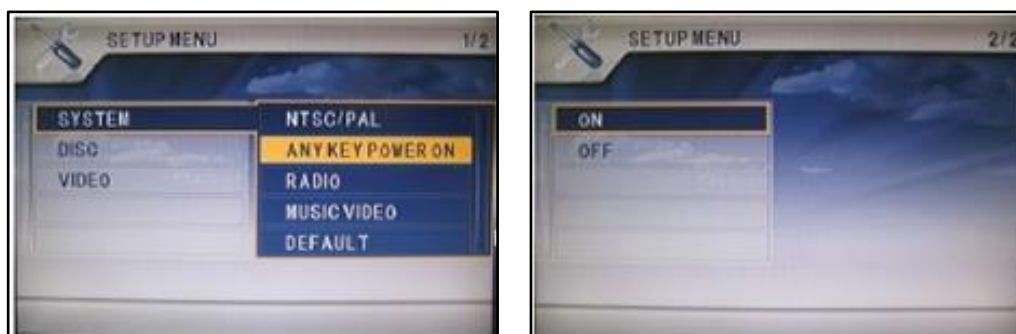 SETUP MENU 1/2
SYSTEM
DISC
VIDEO
NTSC/PAL
ANY KEY POWER ON
RADIO
MUSIC VIDEO
DEFAULT
SETUP MENU 2/2
ON
OFF